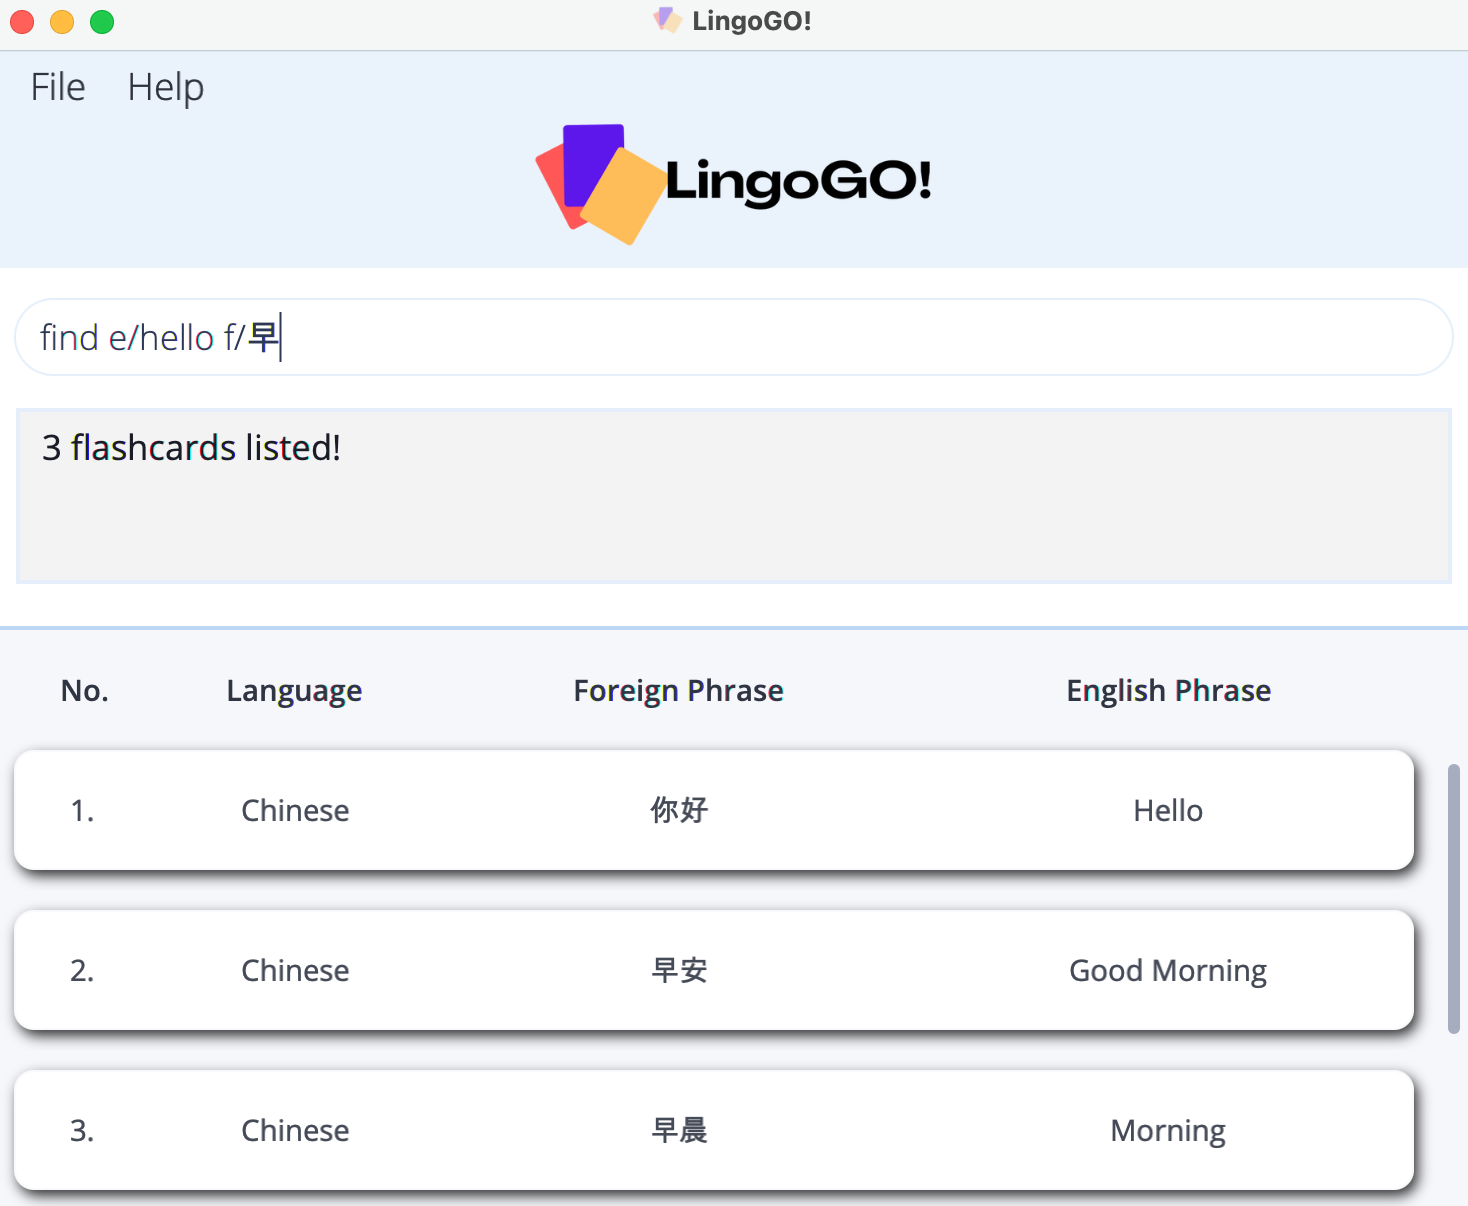 LingoGO!
File Help
LingoGO!
find e/hello f/早
3 flashcards listed!
No. Language Foreign Phrase English Phrase
1. Chinese 你好 Hello
2. Chinese 早安 Good Morning
3. Chinese 早晨 Morning